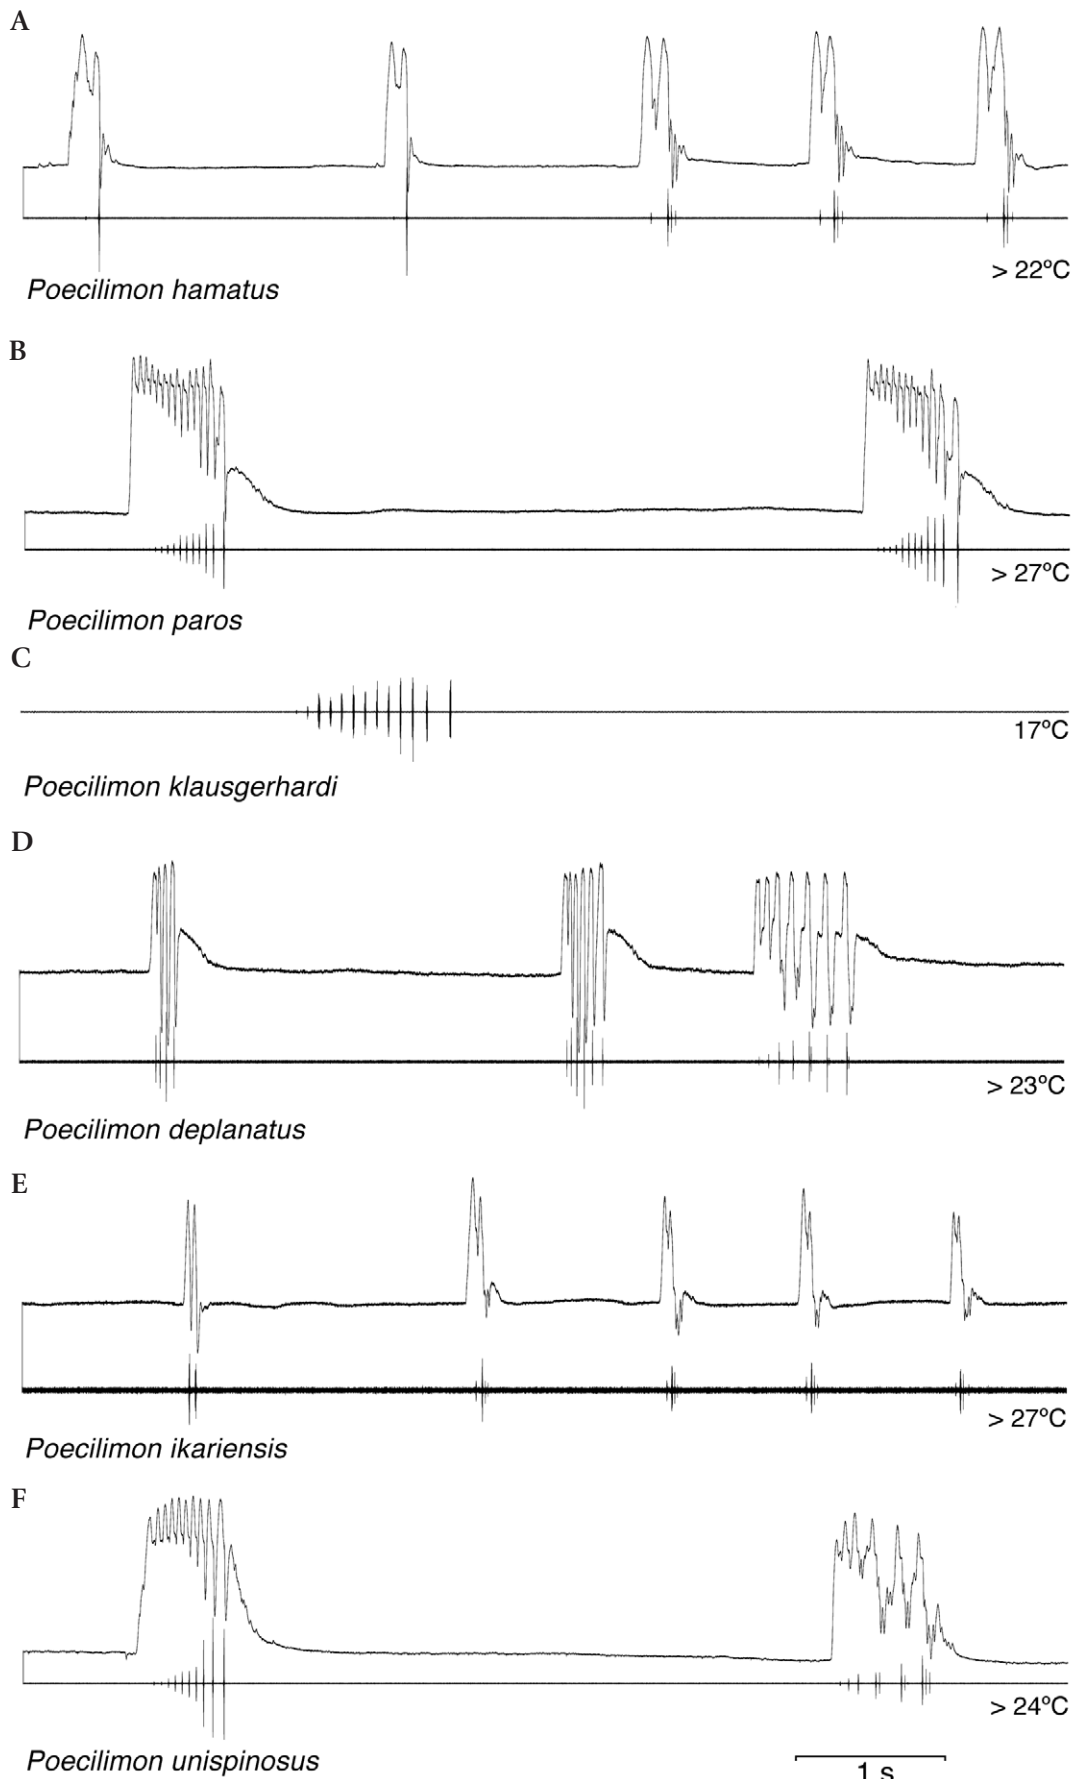 A
> 22°C
Poecilimon hamatus
B
> 27°C
Poecilimon paros
C
17°C
Poecilimon klausgerhardi
D
> 23°C
Poecilimon deplanatus
E
> 27°C
Poecilimon ikariensis
F
> 24°C
Poecilimon unispinosus
1 s